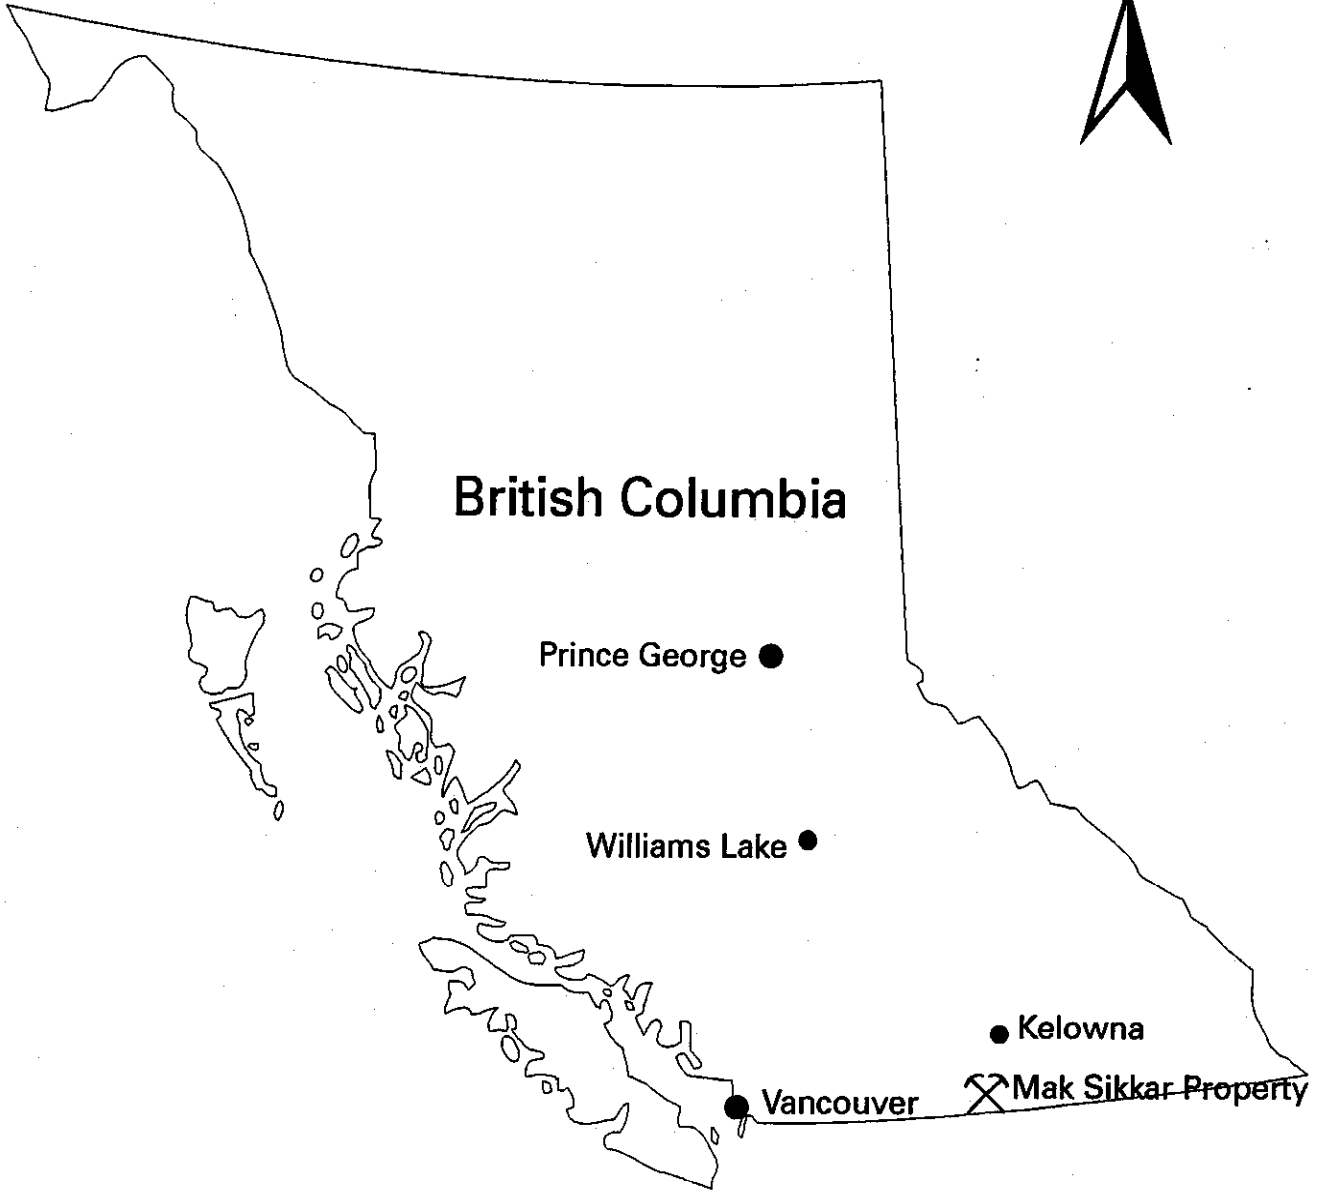 British Columbia
Prince George
Williams Lake
Kelowna
Mak Sikkar Property
Vancouver